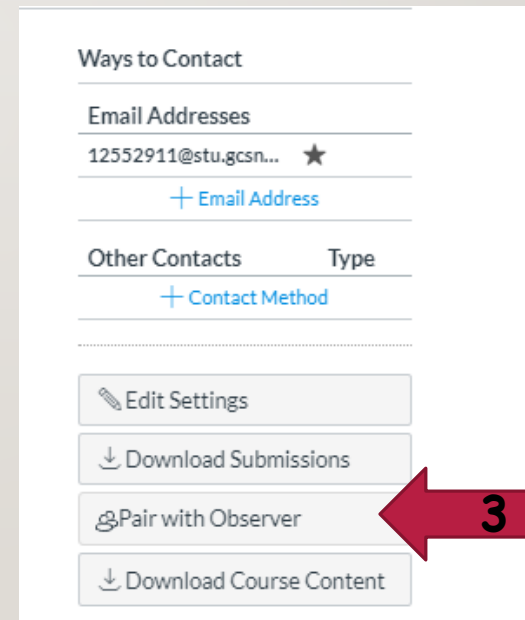 Ways to Contact
Email Addresses
12552911@stu.gcsn... ★
+ Email Address
Other Contacts Type
+ Contact Method
Edit Settings
Download Submissions
Pair with Observer
3
Download Course Content